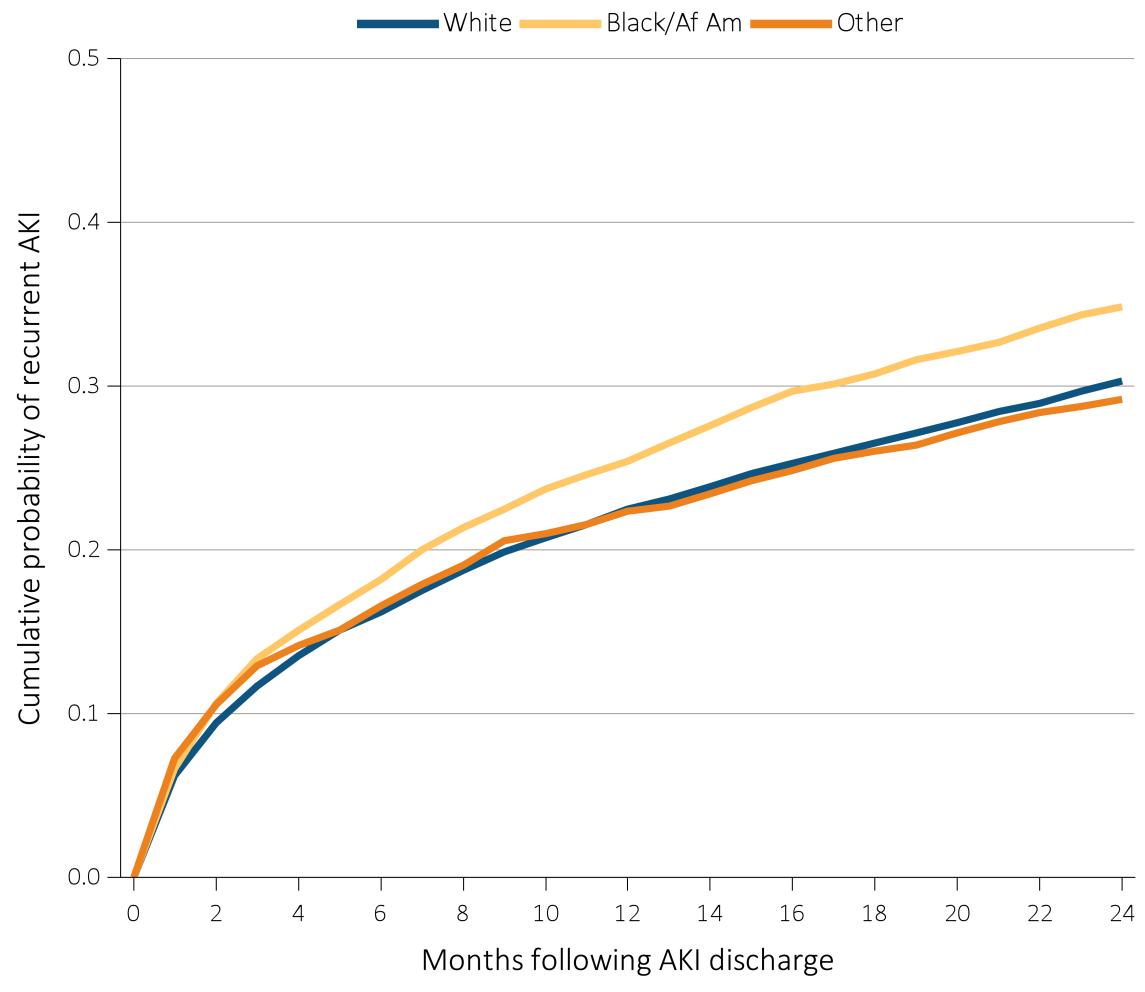 White Black/Af Am Other
0.5
0.4
0.3
0.2
0.1
0.0
Cumulative probability of recurrent AKI
0 2 4 6 8 10 12 14 16 18 20 22 24
Months following AKI discharge